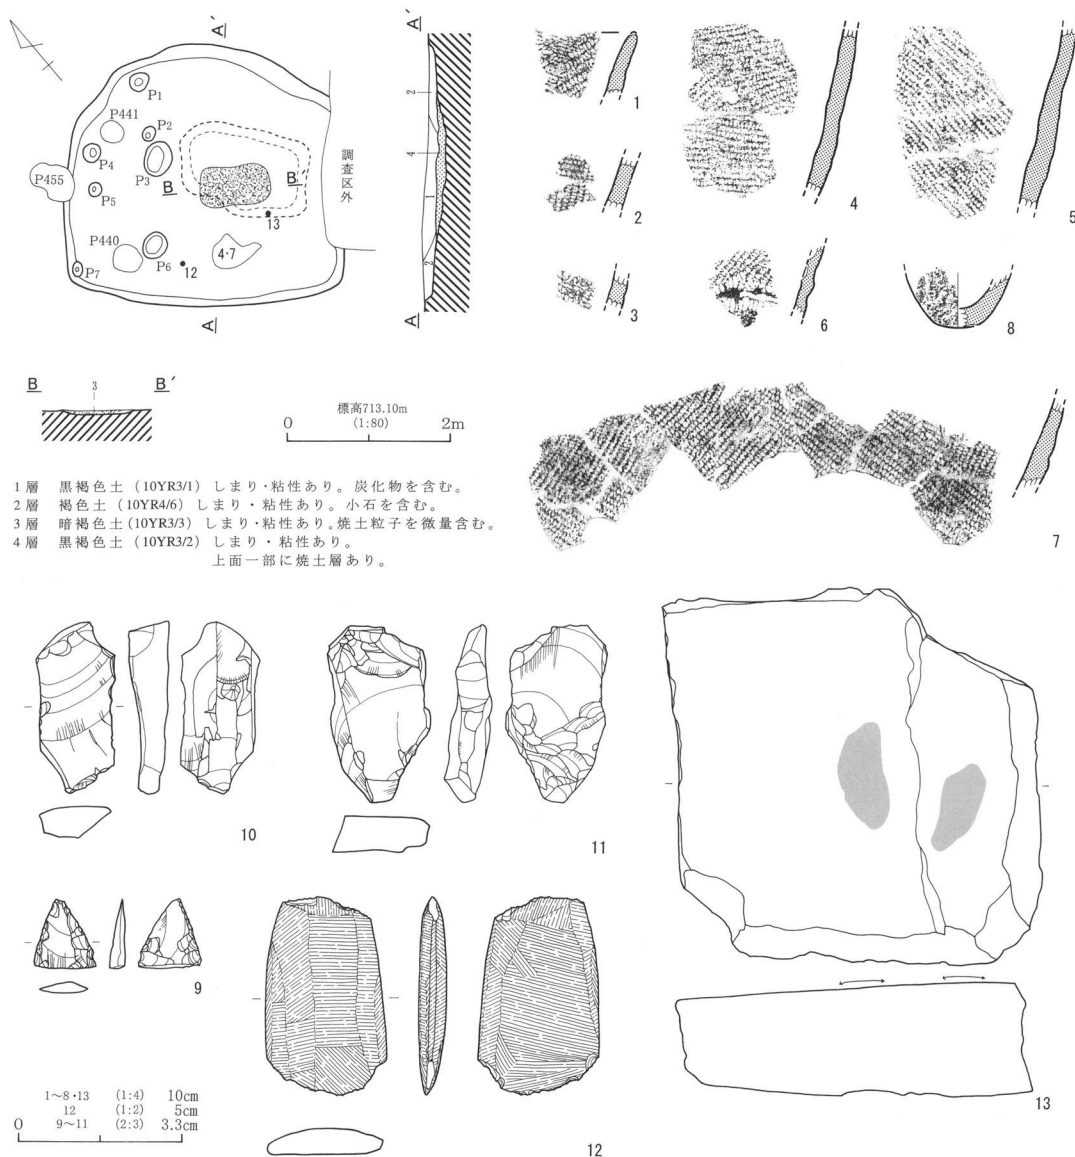 A A´
A´
P1
P441
P2
P4
P3
P455
P5
B B´
調査区外
13
P440
P6
12
4・7
P7
A
A
2
4
1
2
1
2
3
4
5
6
8
7
B 3 B´
標高713.10m
(1:80)
0 2m
1層 黒褐色土 (10YR3/1) しまり・粘性あり。炭化物を含む。
2層 褐色土 (10YR4/6) しまり・粘性あり。小石を含む。
3層 暗褐色土 (10YR3/3) しまり・粘性あり。焼土粒子を微量含む。
4層 黒褐色土 (10YR3/2) しまり・粘性あり。
上面一部に焼土層あり。
10
11
9
12
13
1〜8・13 (1:4) 10cm
12 (1:2) 5cm
9〜11 (2:3) 3.3cm
0